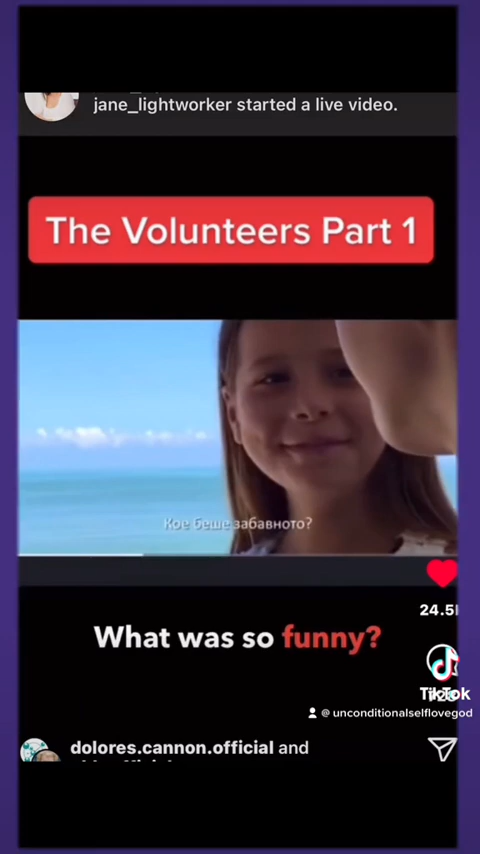 jane_lightworker started a live video.
The Volunteers Part 1
Кое беше забавното?
What was so funny?
24.5
TikTok
@ unconditionalselflovegod
dolores.cannon.official and